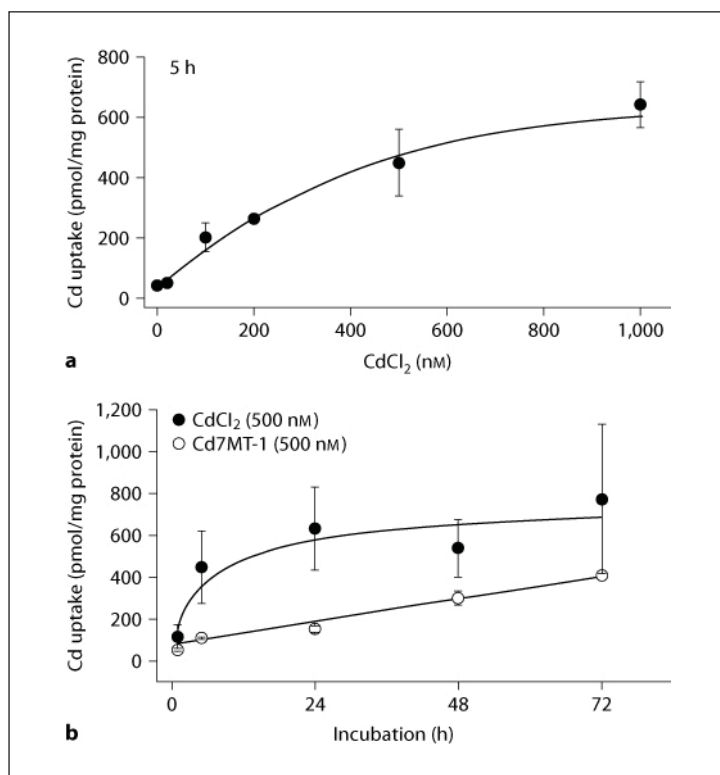 800
600
400
200
0
Cd uptake (pmol/mg protein)
5 h
0 200 400 600 800 1,000
CdCl₂ (nM)
a
1,200
1,000
800
600
400
200
0
Cd uptake (pmol/mg protein)
CdCl₂ (500 nM)
Cd7MT-1 (500 nM)
0 24 48 72
Incubation (h)
b